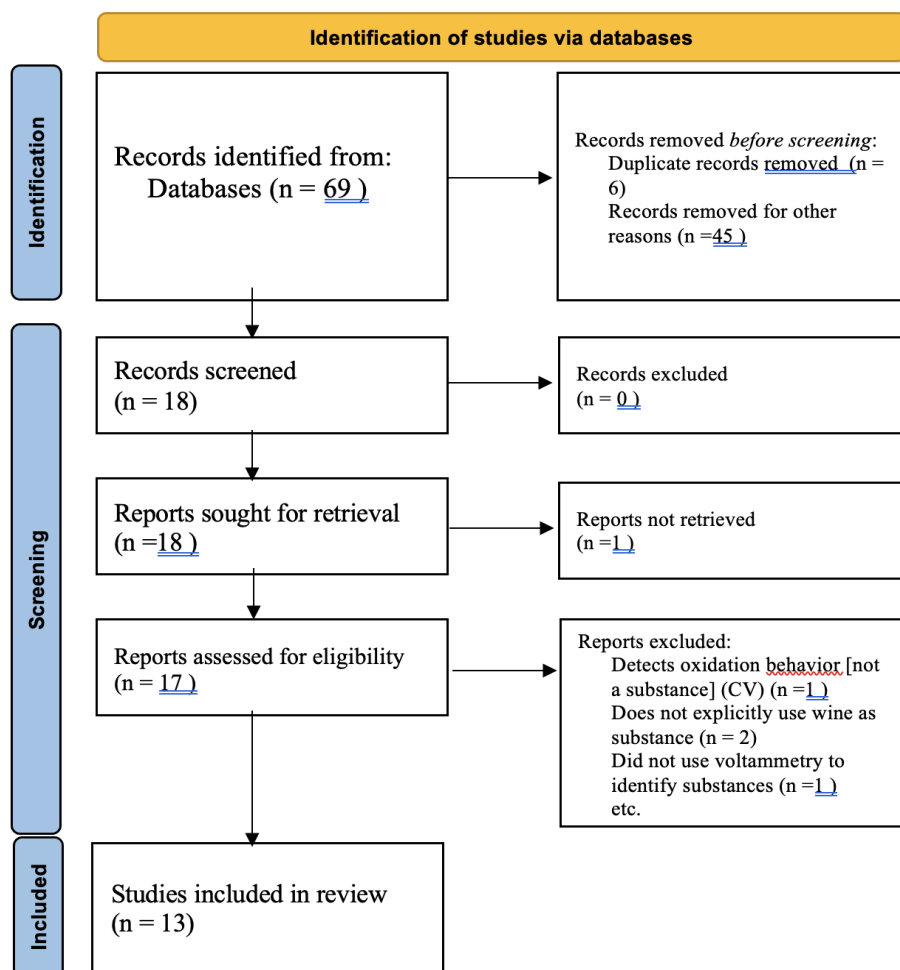 Identification of studies via databases
Identification
Records identified from:
Databases (n = 69 )
Records removed before screening:
Duplicate records removed  (n =
6)
Records removed for other
reasons (n =45 )
Screening
Records screened
(n = 18)
Records excluded
(n = 0 )
Reports sought for retrieval
(n =18 )
Reports not retrieved
(n =1 )
Reports assessed for eligibility
(n = 17 )
Reports excluded:
Detects oxidation behavior [not
a substance] (CV) (n =1 )
Does not explicitly use wine as
substance (n = 2)
Did not use voltammetry to
identify substances (n =1 )
etc.
Included
Studies included in review
(n = 13)